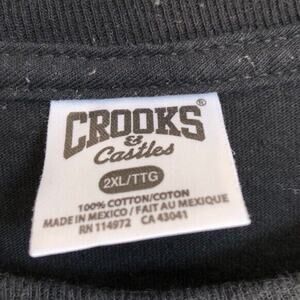 CROOKS®
&
Castles
2XL/TTG
100% COTTON/COTON
MADE IN MEXICO / FAIT AU MEXIQUE
RN 114972 CA 43041